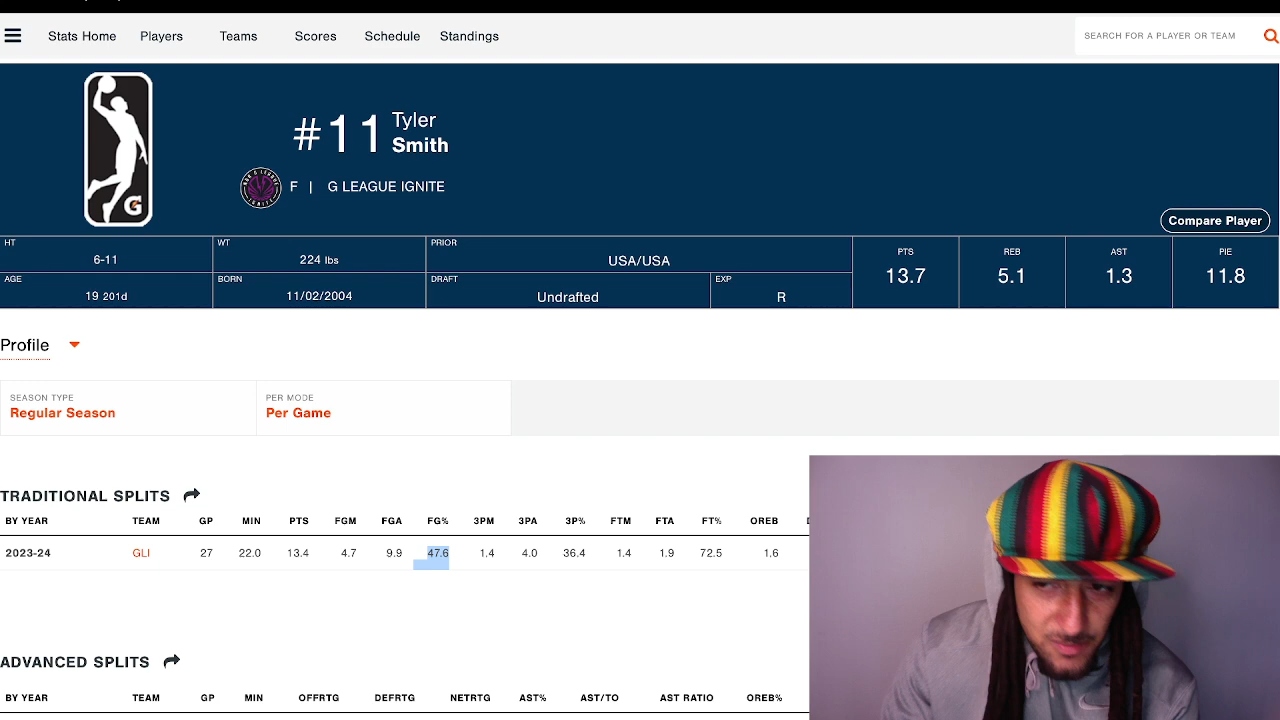 Stats Home Players Teams Scores Schedule Standings SEARCH FOR A PLAYER OR TEAM
#11 Tyler
Smith
F | G LEAGUE IGNITE
G
Compare Player
HT WT PRIOR PTS REB AST PIE
6-11 224 lbs USA/USA 13.7 5.1 1.3 11.8
AGE BORN DRAFT EXP
19 201d 11/02/2004 Undrafted R
Profile
SEASON TYPE PER MODE
Regular Season Per Game
TRADITIONAL SPLITS
BY YEAR TEAM GP MIN PTS FGM FGA FG% 3PM 3PA 3P% FTM FTA FT% OREB
2023-24 GLI 27 22.0 13.4 4.7 9.9 47.6 1.4 4.0 36.4 1.4 1.9 72.5 1.6
ADVANCED SPLITS
BY YEAR TEAM GP MIN OFFRTG DEFRTG NETRTG AST% AST/TO AST RATIO OREB%